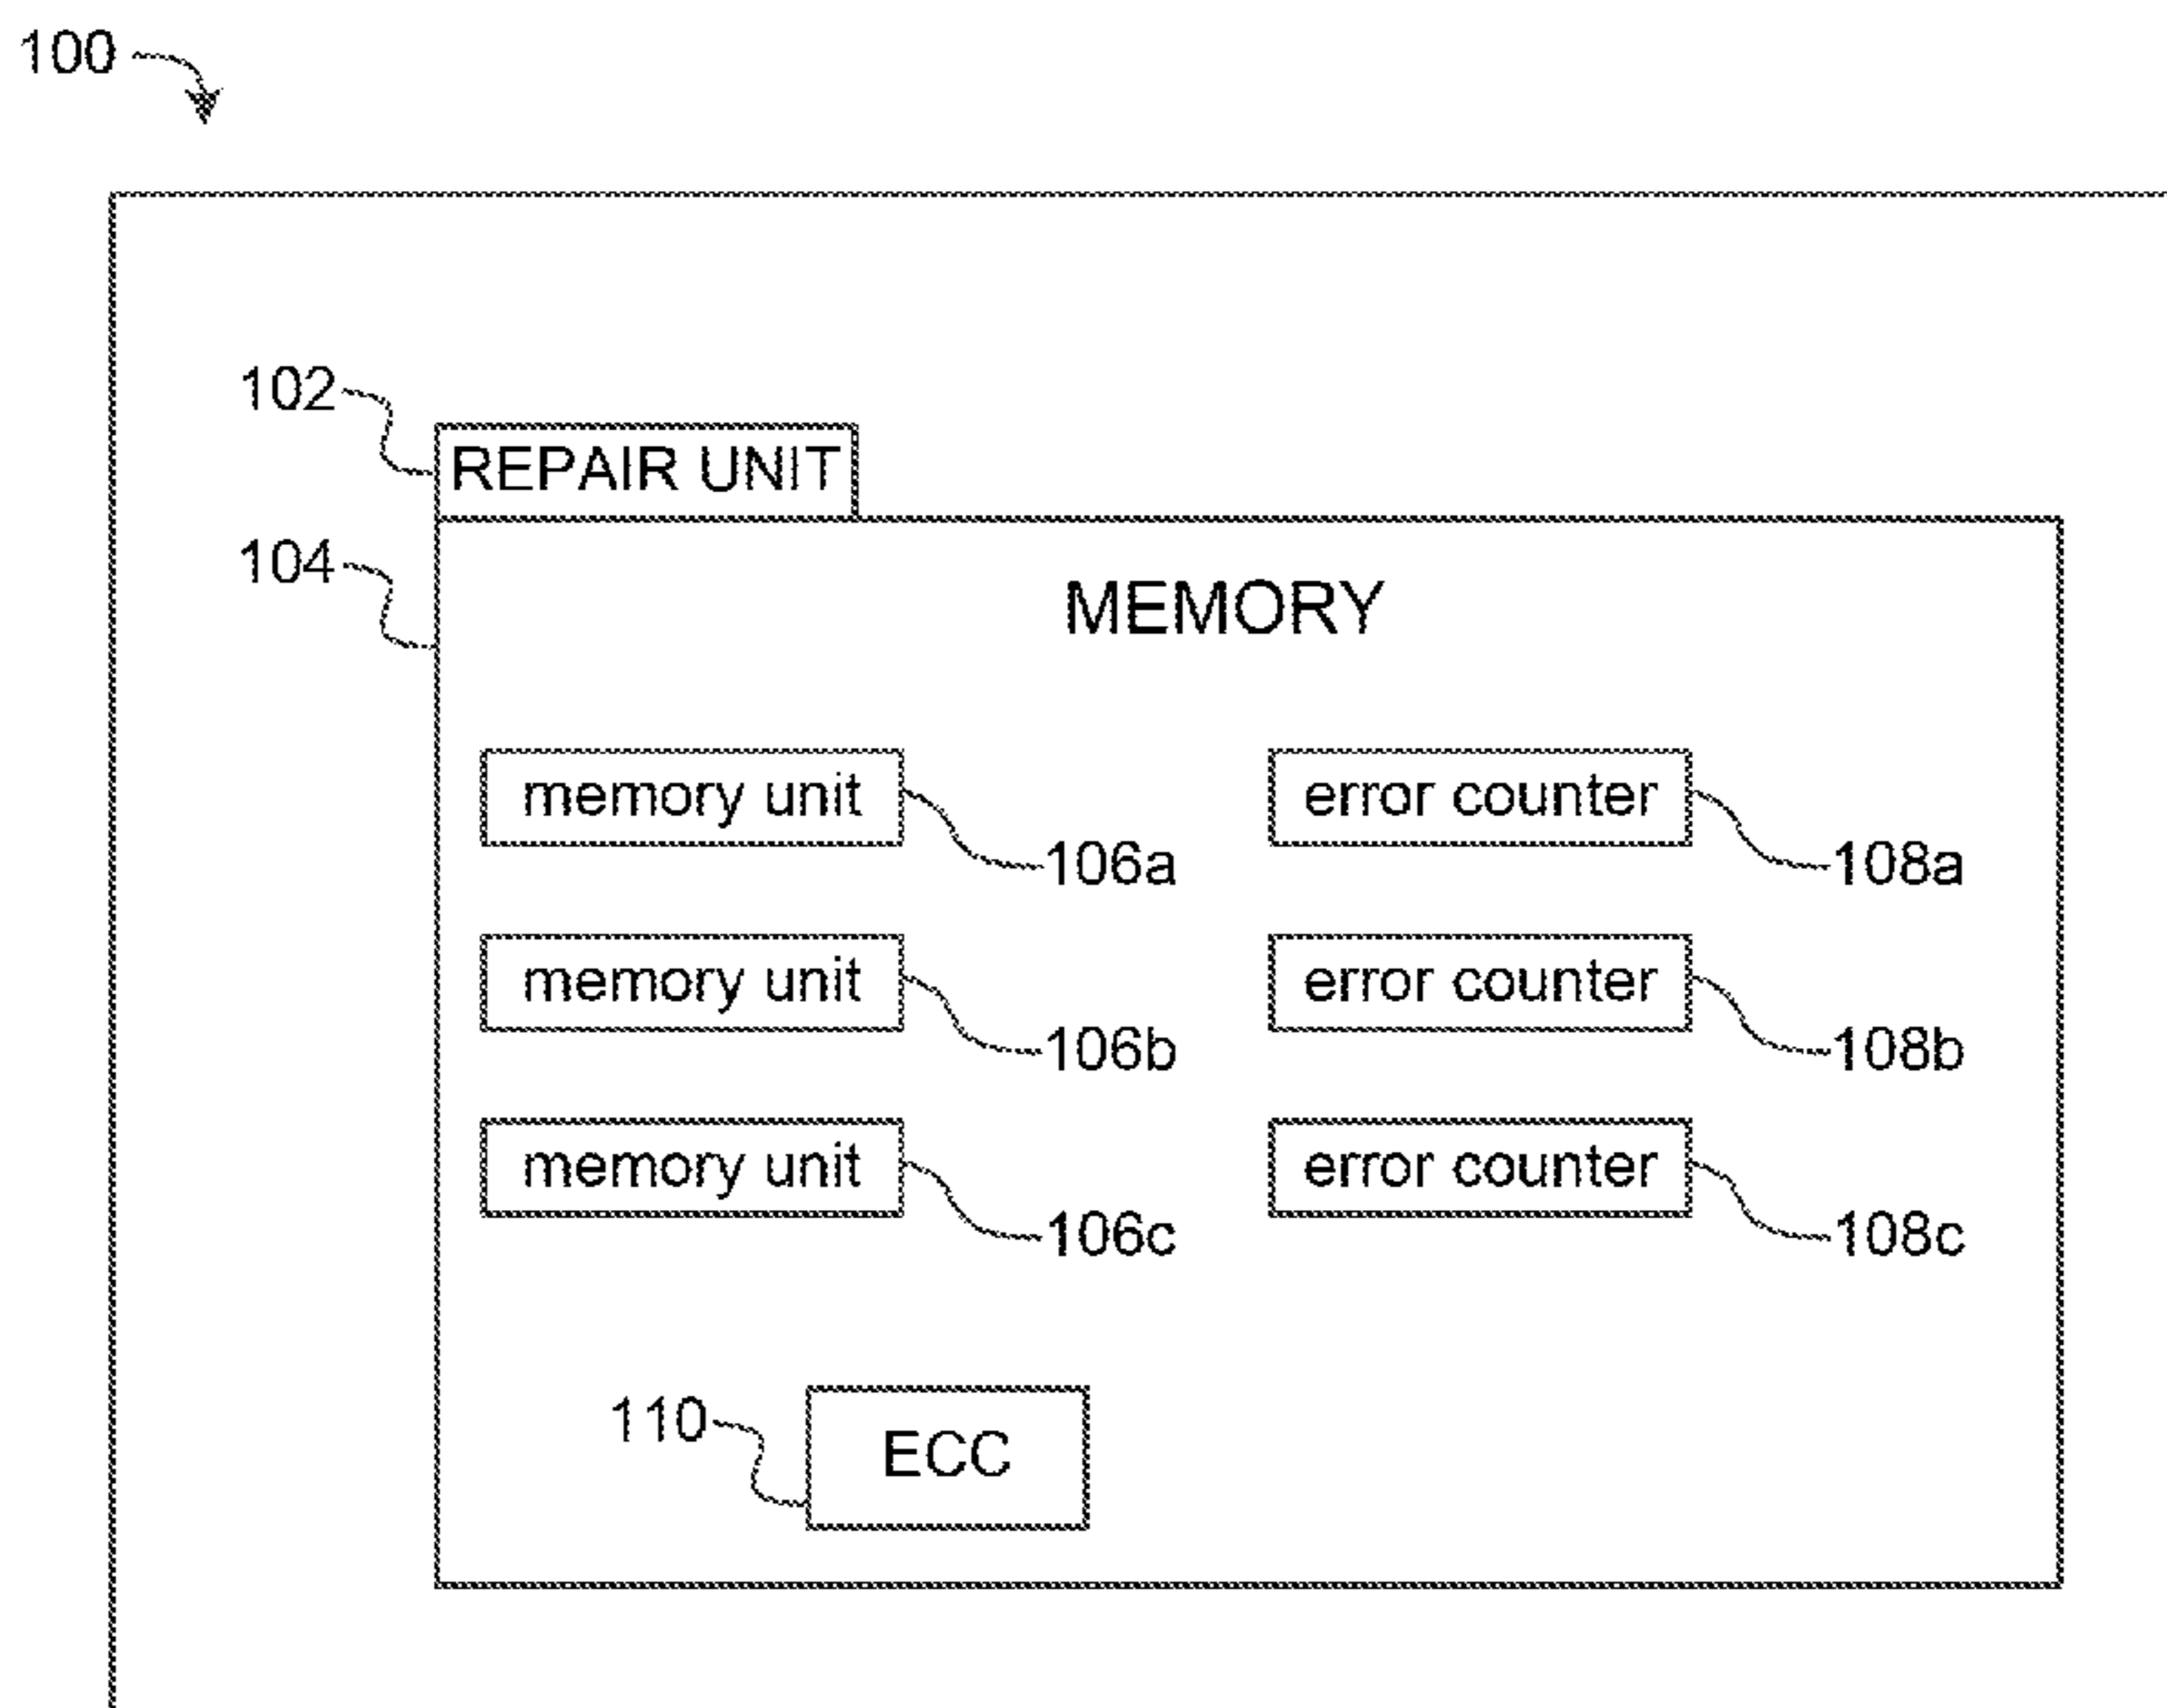 100
102
REPAIR UNIT
104
MEMORY
memory unit error counter
106a 108a
memory unit error counter
106b 108b
memory unit error counter
106c 108c
110
ECC